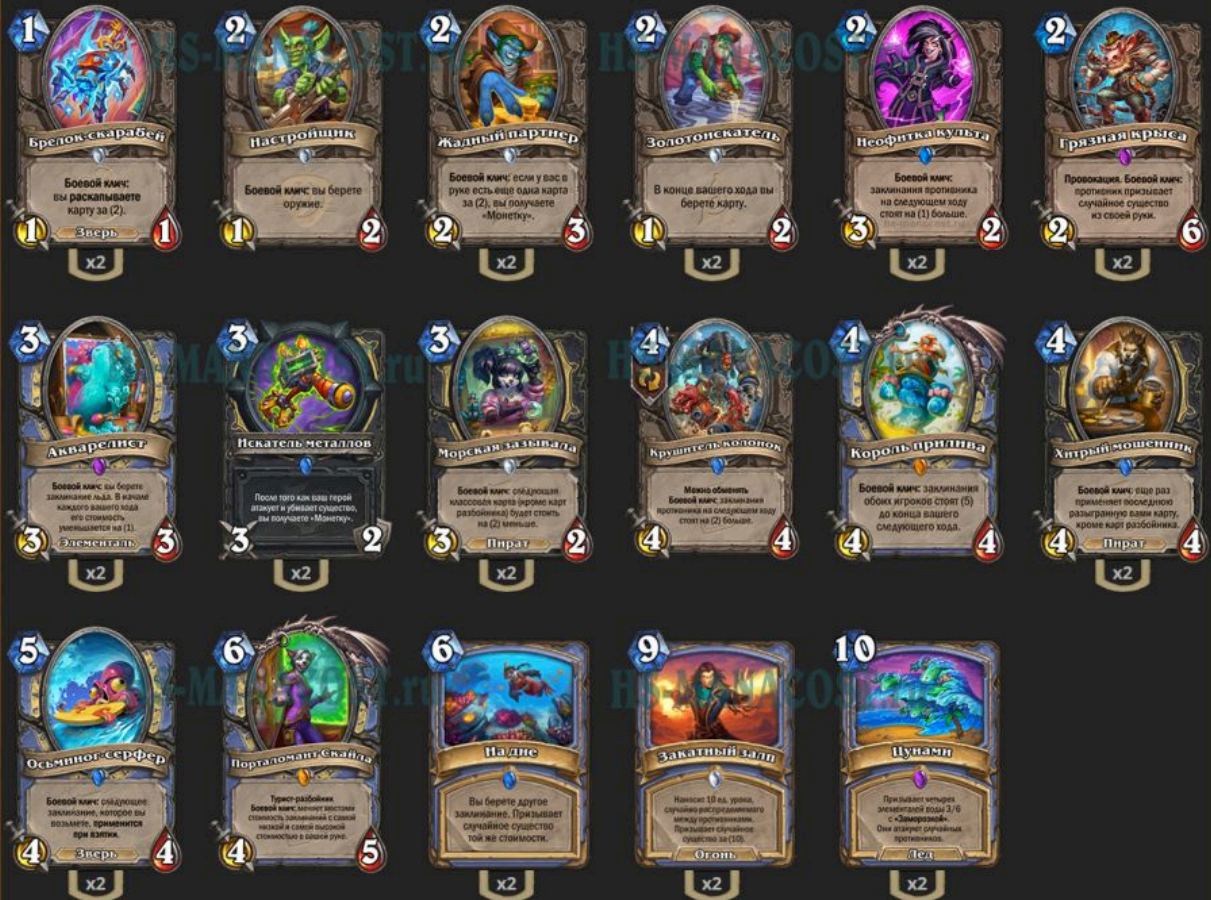 1
Брелок-скарабей
Боевой клич:
вы раскапываете
карту за (2).
1
Зверь
1
x2
2
Настройщик
Боевой клич: вы берете
оружие.
1
2
2
Жадный партнер
Боевой клич: если у вас в
руке есть еще одна карта
за (2), вы получаете
«Монетку».
2
3
x2
2
Золотоискатель
В конце вашего хода вы
берете карту.
1
2
x2
2
Неофитка культа
Боевой клич:
заклинания противника
на следующем ходу
стоят на (1) больше.
3
2
x2
2
Грязная крыса
Провокация. Боевой клич:
противник призывает
случайное существо
из своей руки.
2
6
x2
3
Акварелист
Боевой клич: вы берете
заклинание льда. В начале
каждого вашего хода
его стоимость
уменьшается на (1).
3
Элементаль
3
x2
3
Искатель металлов
После того как ваш герой
атакует и убивает существо,
вы получаете «Монетку».
3
2
x2
3
Морская зазывала
Боевой клич: следующая
классовая карта (кроме карт
разбойника) будет стоить
на (2) меньше.
3
Пират
2
x2
4
Крушитель колонок
Можно обменять
Боевой клич: заклинания
противника на следующем ходу
стоят на (2) больше.
4
4
4
Король прилива
Боевой клич: заклинания
обоих игроков стоят (5)
до конца вашего
следующего хода.
4
4
4
Хитрый мошенник
Боевой клич: еще раз
применяет последнюю
разыгранную вами карту,
кроме карт разбойника.
4
Пират
4
x2
5
Осьминог-серфер
Боевой клич: следующее
заклинание, которое вы
возьмете, применится
при взятии.
4
Зверь
4
x2
6
Порталомант Скайла
Турист-разбойник
Боевой клич: меняет местами
стоимость заклинаний с самой
низкой и самой высокой
стоимостью в вашей руке.
4
5
6
На дне
Вы берете другое
заклинание. Призывает
случайное существо
той же стоимости.
x2
9
Закатный залп
Наносит 10 ед. урона,
случайно распределяемого
между противниками.
Призывает случайное
существо за (10).
Огонь
x2
10
Цунами
Призывает четырех
элементалей воды 3/6
с «Заморозкой».
Они атакуют случайных
противников.
Лед
x2